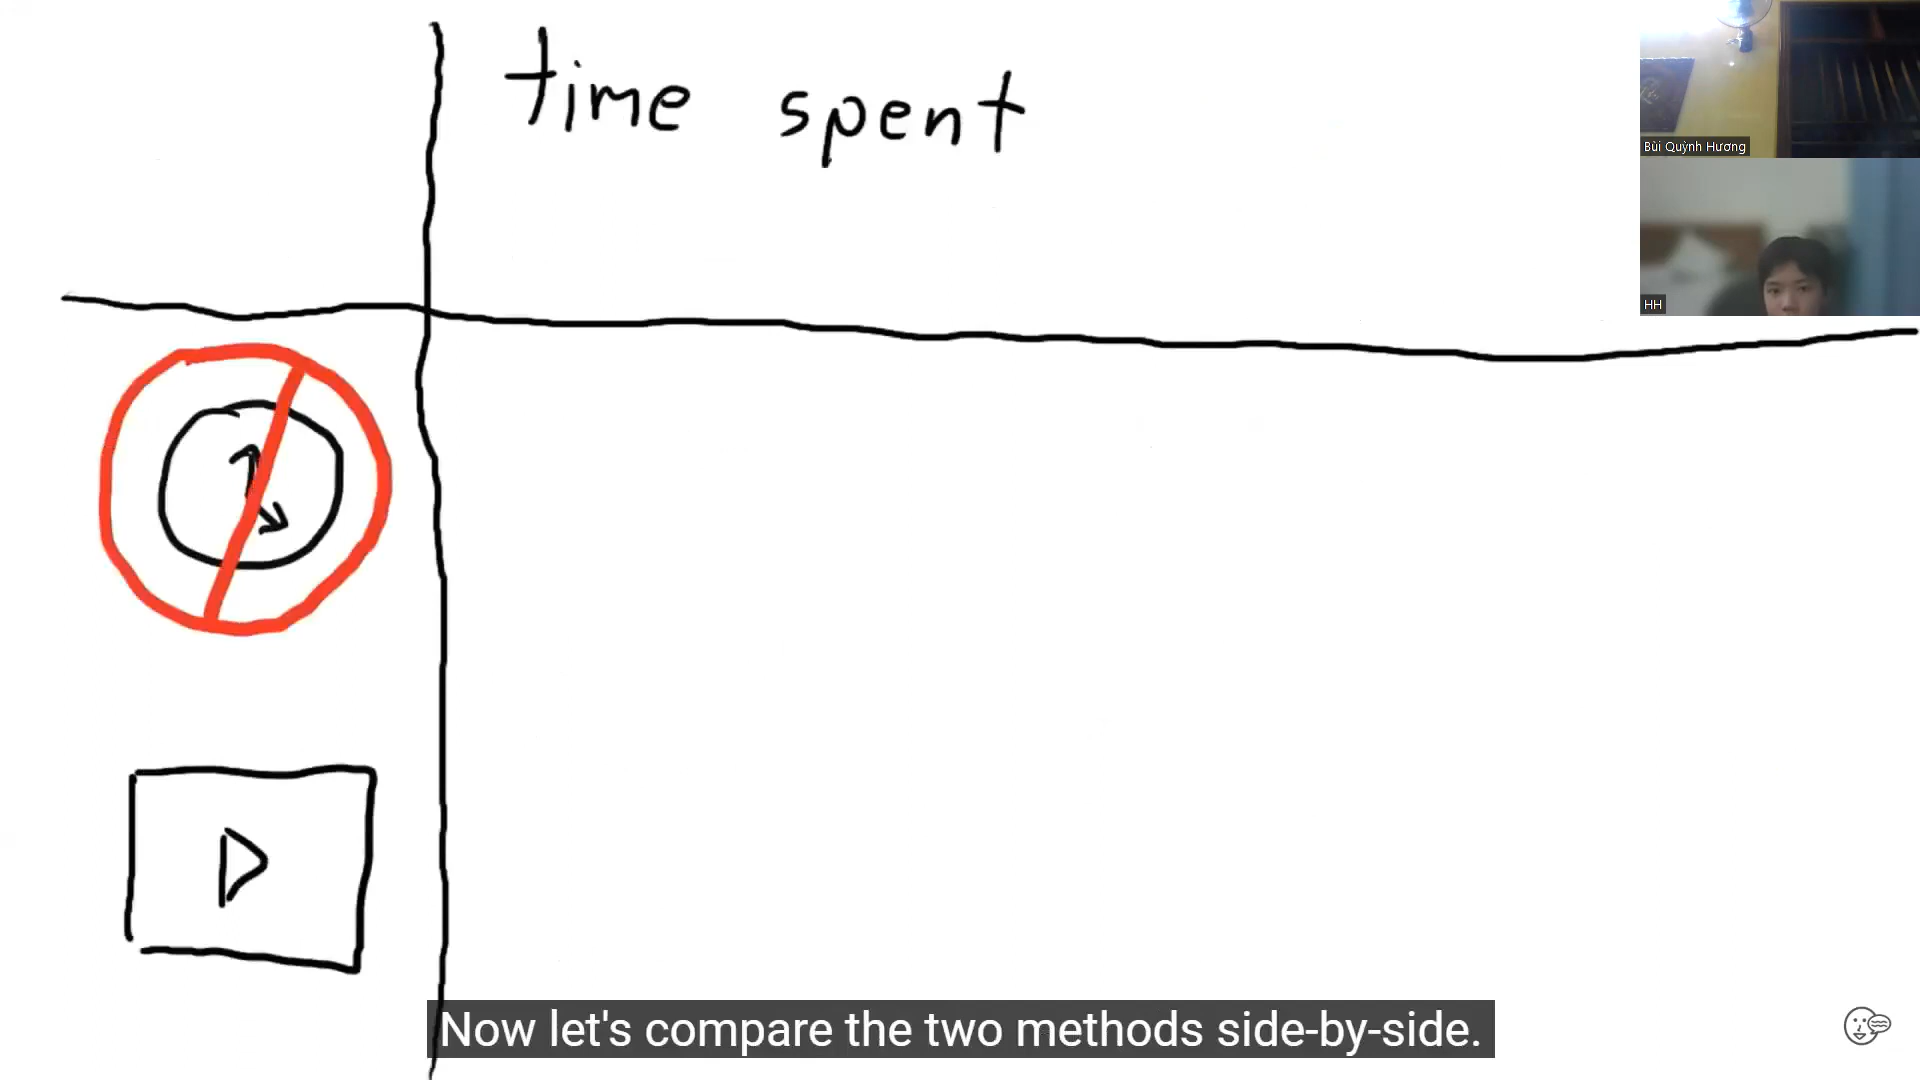 time spent
Bùi Quỳnh Hương
HH
Now let's compare the two methods side-by-side.